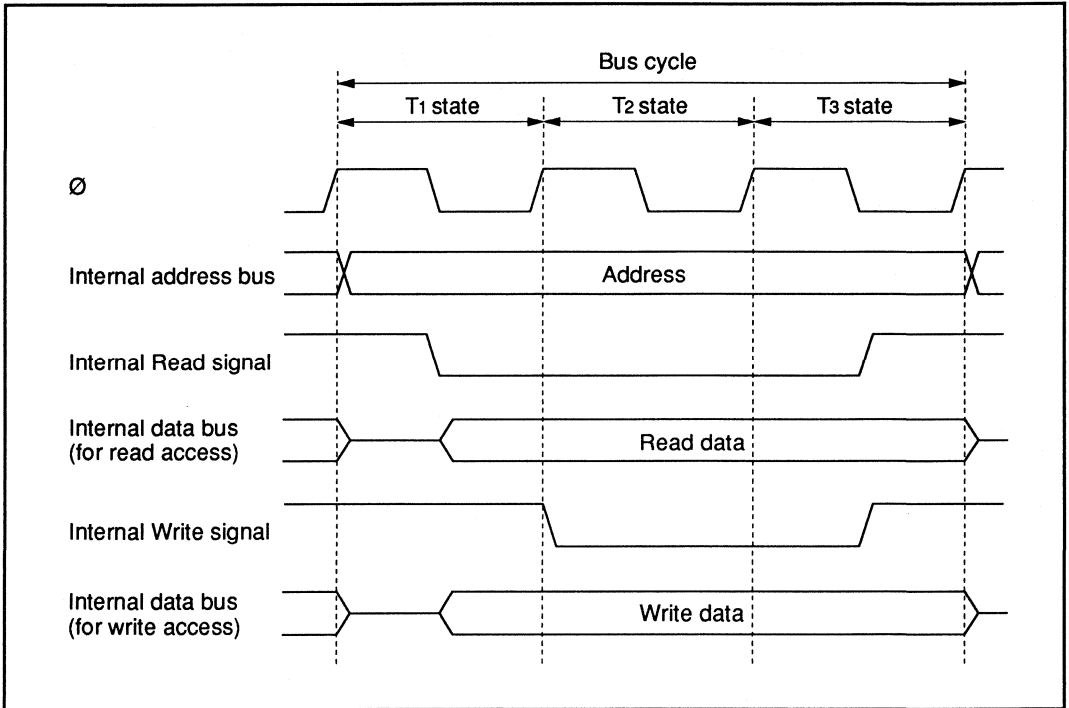 Bus cycle
T1 state
T2 state
T3 state
Ø
Internal address bus
Address
Internal Read signal
Internal data bus
(for read access)
Read data
Internal Write signal
Internal data bus
(for write access)
Write data